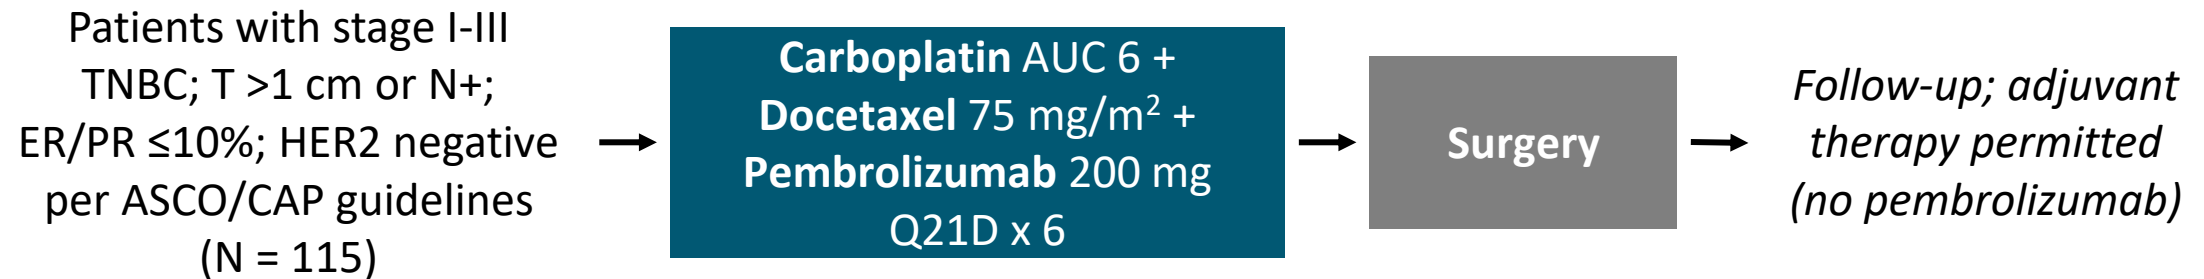 Patients with stage I-III
TNBC; T >1 cm or N+;
ER/PR ≤10%; HER2 negative
per ASCO/CAP guidelines
(N = 115)
Carboplatin AUC 6 +
Docetaxel 75 mg/m² +
Pembrolizumab 200 mg
Q21D x 6
Surgery
Follow-up; adjuvant
therapy permitted
(no pembrolizumab)